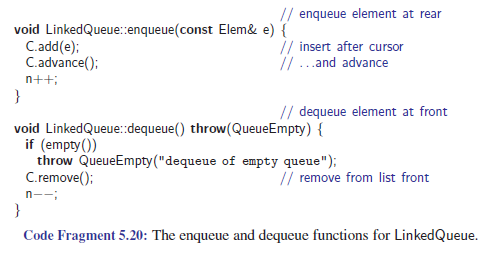 // enqueue element at rear
void LinkedQueue::enqueue(const Elem& e) {
C.add(e); // insert after cursor
C.advance(); // ...and advance
n++;
}
// dequeue element at front
void LinkedQueue::dequeue() throw(QueueEmpty) {
if (empty())
throw QueueEmpty("dequeue of empty queue");
C.remove(); // remove from list front
n−−;
}
Code Fragment 5.20: The enqueue and dequeue functions for LinkedQueue.